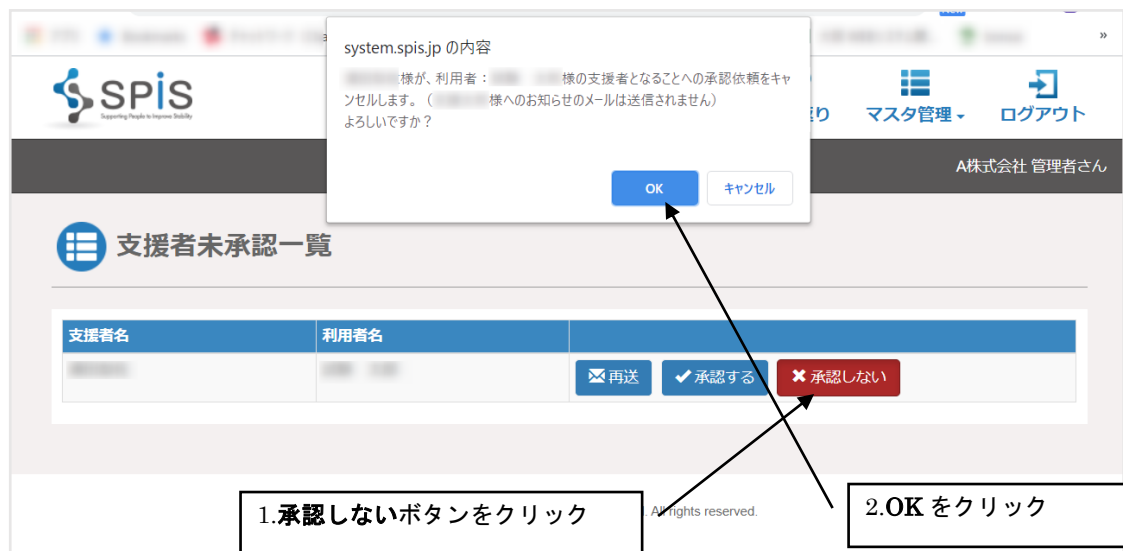 system.spis.jp の内容
様が、利用者：
様の支援者となることへの承認依頼をキャ
ンセルします。（
様へのお知らせのメールは送信されません）
よろしいですか？
OK
キャンセル
»
SPiS
Supporting People to Improve Stability
り
マスタ管理
ログアウト
A株式会社 管理者さん
支援者未承認一覧
支援者名
利用者名
再送
承認する
承認しない
1.承認しないボタンをクリック
All rights reserved.
2.OK をクリック